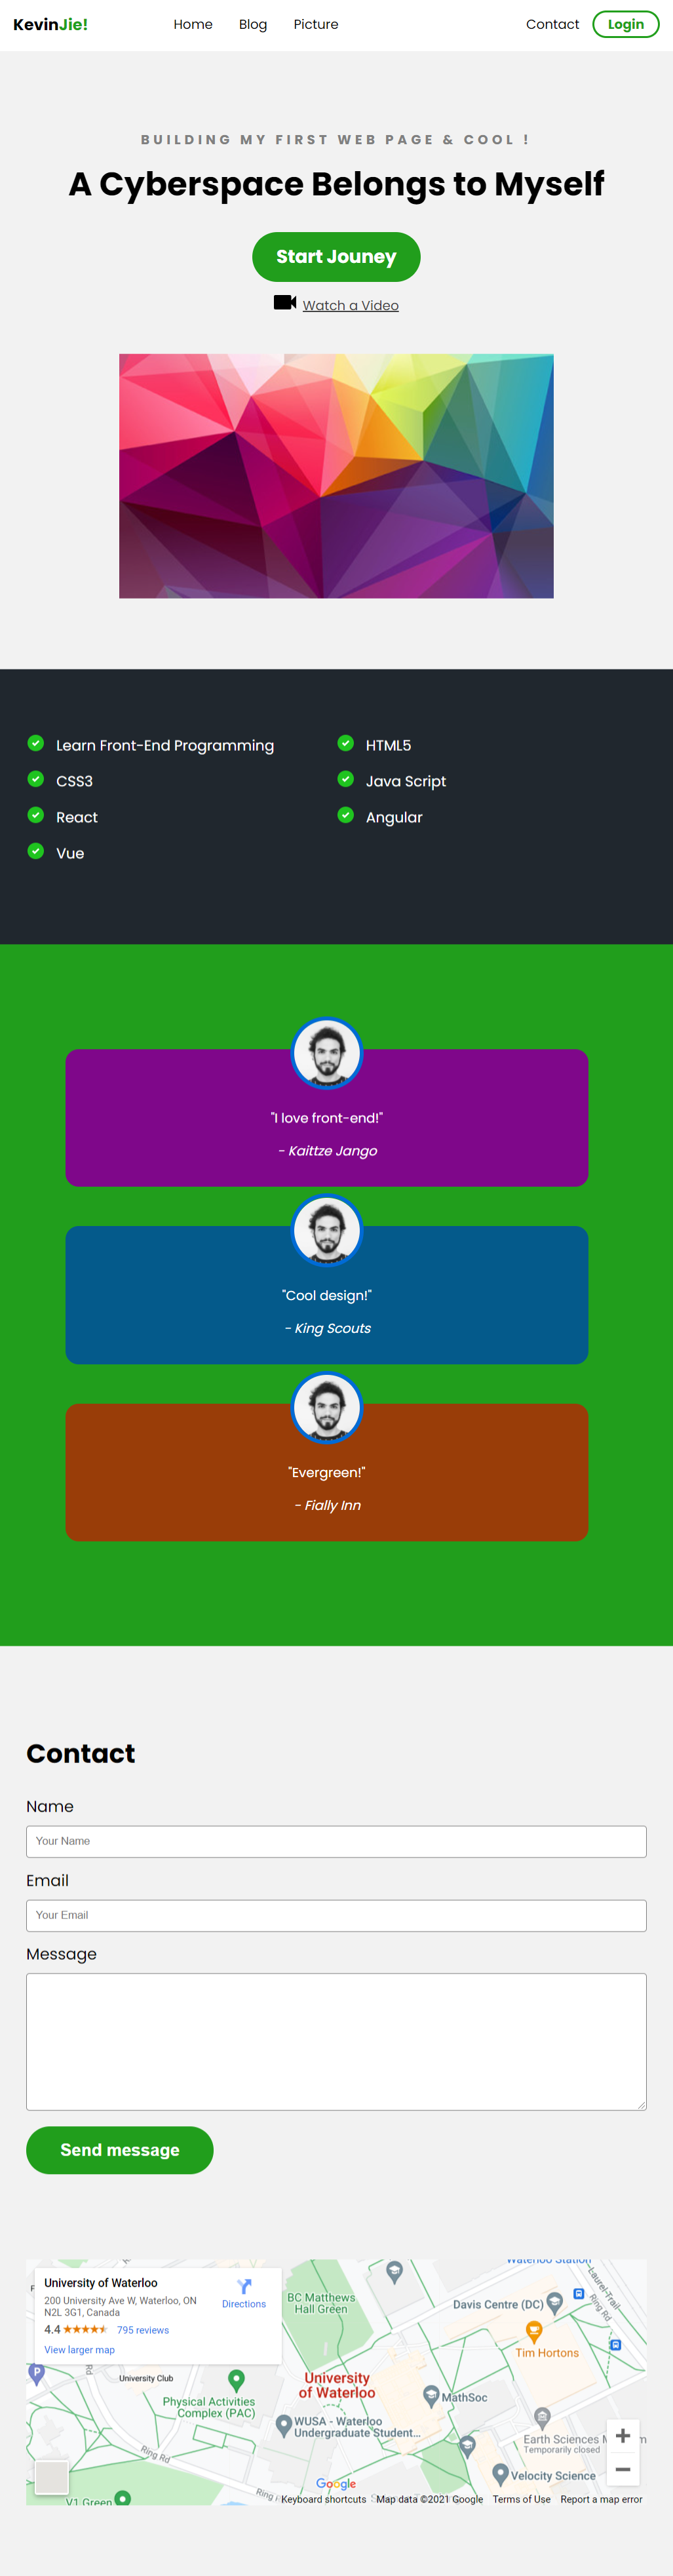 KevinJie!
Home Blog Picture
Contact Login
BUILDING MY FIRST WEB PAGE & COOL !
A Cyberspace Belongs to Myself
Start Jouney
Watch a Video
Learn Front-End Programming
HTML5
CSS3
Java Script
React
Angular
Vue
"I love front-end!"
- Kaittze Jango
"Cool design!"
- King Scouts
"Evergreen!"
- Fially Inn
Contact
Name
Your Name
Email
Your Email
Message
Send message
University of Waterloo
200 University Ave W, Waterloo, ON
N2L 3G1, Canada
Directions
4.4 795 reviews
View larger map
Waterloo Station
Laurel-Trail
Ring Rd
BC Matthews
Hall Green
Davis Centre (DC)
Tim Hortons
P
Rd
University Club
Physical Activities
Complex (PAC)
University
of Waterloo
MathSoc
WUSA - Waterloo
Undergraduate Student...
Earth Sciences
Temporarily closed
Ring Rd
Velocity Science
V1 Green
Google
Ring
Keyboard shortcuts Map data ©2021 Google Terms of Use Report a map error